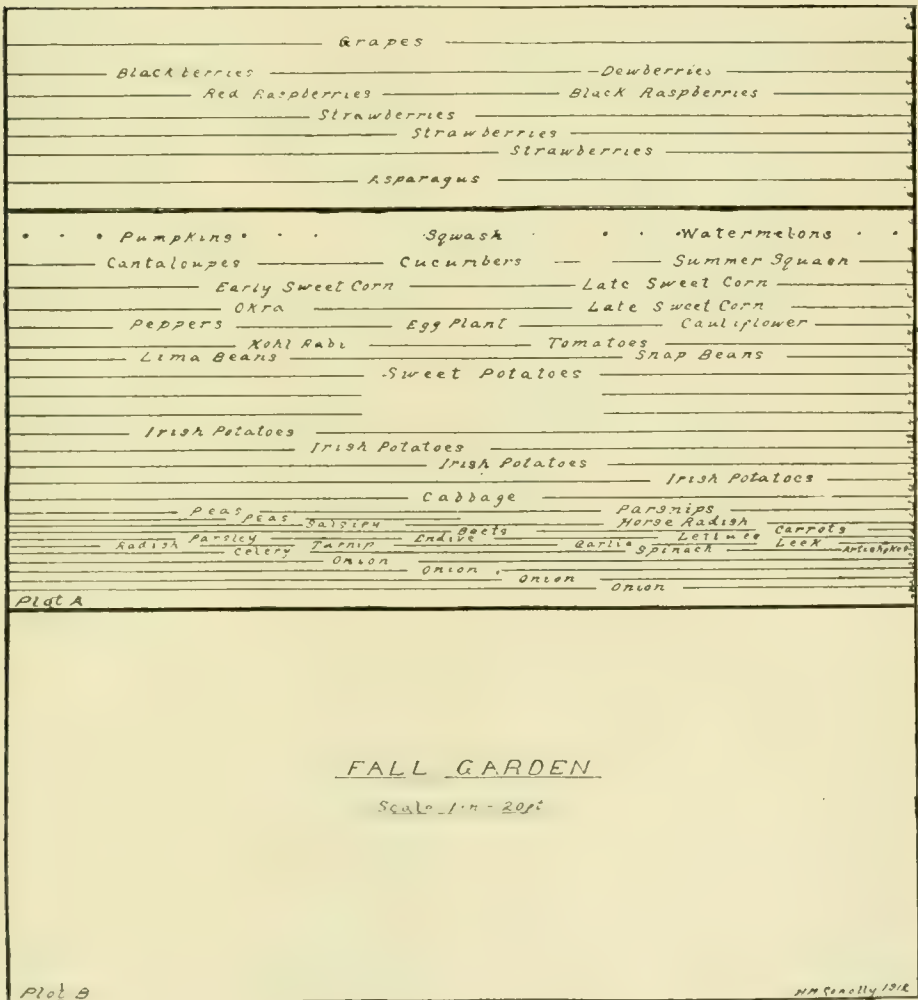 Grapes
Blackberries Dewberries
Red Raspberries Black Raspberries
Strawberries
Strawberries
Strawberries
Asparagus
Pumpkins Squash Watermelons
Cantaloupes Cucumbers Summer Squash
Early Sweet Corn Late Sweet Corn
Okra Late Sweet Corn
Peppers Egg Plant Cauliflower
Kohl Rabi Tomatoes
Lima Beans Snap Beans
Sweet Potatoes
Irish Potatoes
Irish Potatoes
Irish Potatoes
Irish Potatoes
Cabbage
Peas Parsnips
Peas Salsify Horse Radish
Beets Carrots
Parsley Endive Lettuce
Radish Turnip Garlic Leek
Celery Spinach Artichokes
Onion
Onion
Onion
Onion
Plot A
FALL GARDEN
Scale 1 in - 20 ft
Plot B
HM Conolly 1912